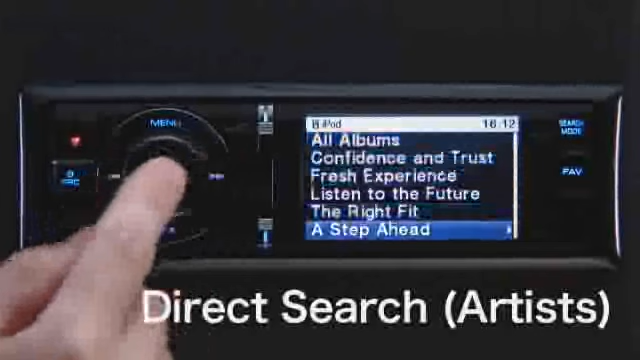 MENU
iPod 16:12
SEARCH MODE
All Albums
Confidence and Trust
Fresh Experience
Listen to the Future
The Right Fit
A Step Ahead
FAV
SRC
Direct Search (Artists)